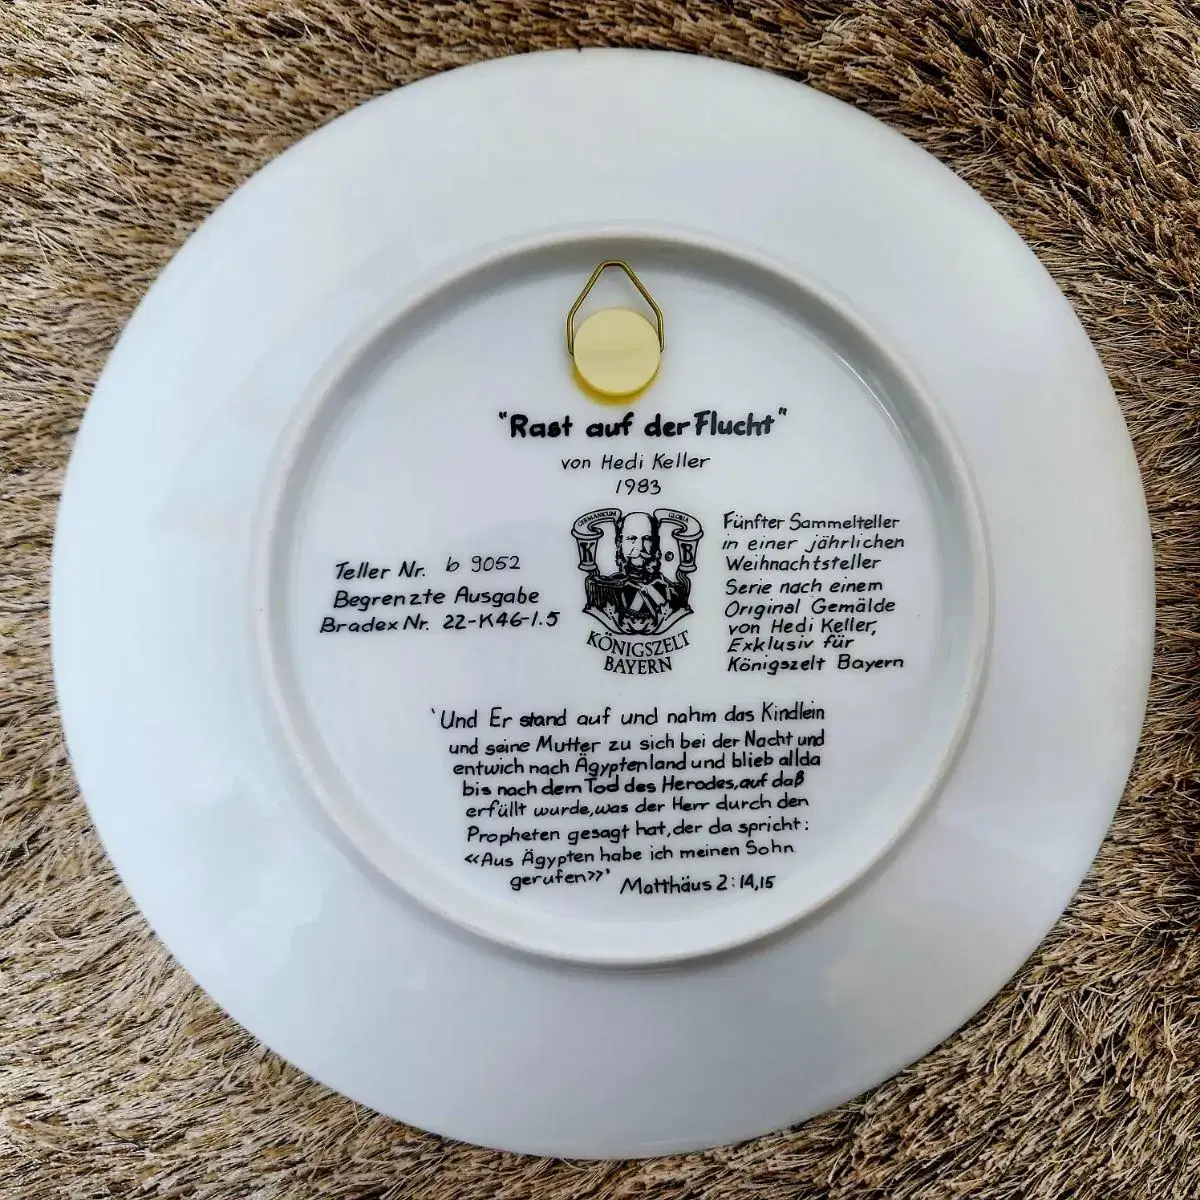 "Rast auf der Flucht"
von Hedi Keller
1983
GERMANICUM GLORIA
K © B
KÖNIGSZELT
BAYERN
Teller Nr. b 9052
Begrenzte Ausgabe
Bradex Nr. 22-K46-1.5
Fünfter Sammelteller
in einer jährlichen
Weihnachtsteller
Serie nach einem
Original Gemälde
von Hedi Keller,
Exklusiv für
Königszelt Bayern
'Und Er stand auf und nahm das Kindlein
und seine Mutter zu sich bei der Nacht und
entwich nach Ägyptenland und blieb allda
bis nach dem Tod des Herodes, auf daß
erfüllt wurde, was der Herr durch den
Propheten gesagt hat, der da spricht:
«Aus Ägypten habe ich meinen Sohn
gerufen»' Matthäus 2:14,15